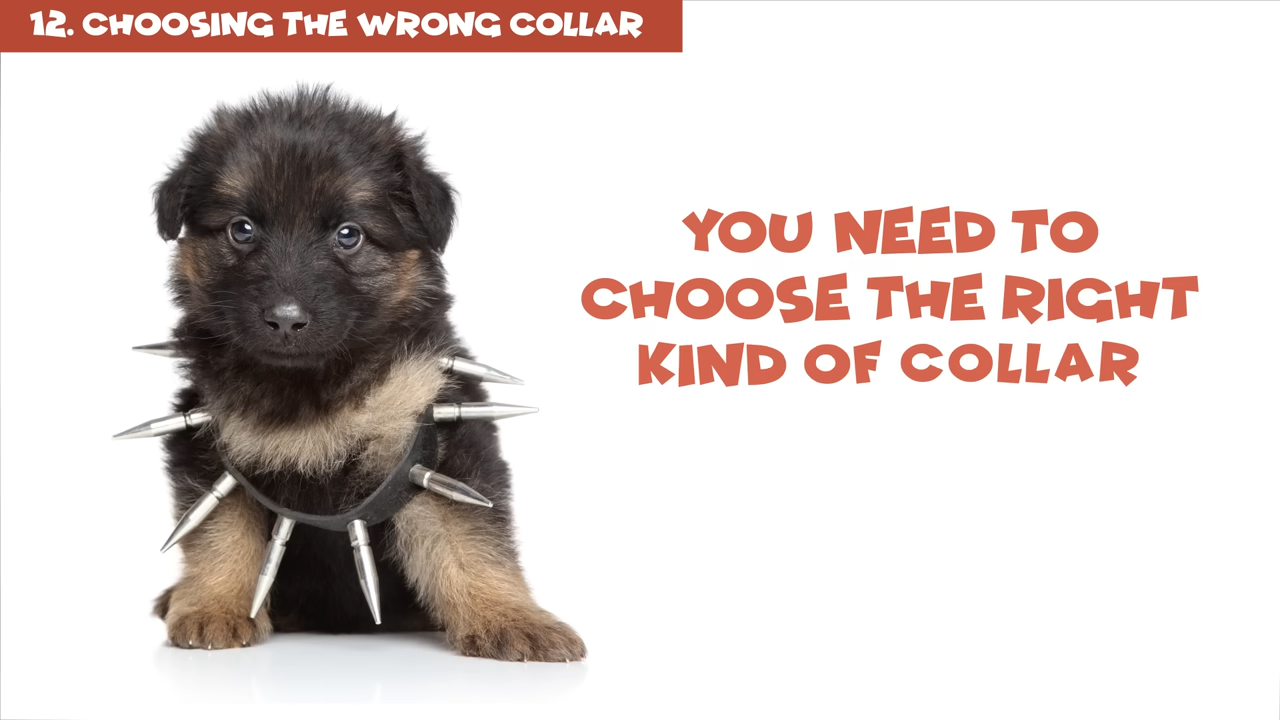 12. CHOOSING THE WRONG COLLAR
YOU NEED TO
CHOOSE THE RIGHT
KIND OF COLLAR